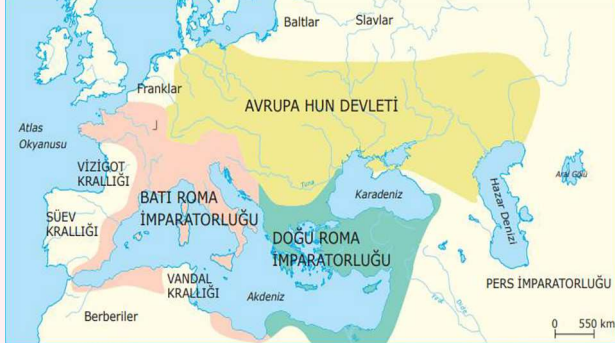 Baltlar
Slavlar
Franklar
AVRUPA HUN DEVLETİ
Atlas
Okyanusu
VİZİGOT
KRALLIĞI
BATI ROMA
İMPARATORLUĞU
Tuna
Karadeniz
Hazar Denizi
Aral Gölü
SÜEV
KRALLIĞI
DOĞU ROMA
İMPARATORLUĞU
VANDAL
KRALLIĞI
Akdeniz
PERS İMPARATORLUĞU
Berberiler
0 550 km